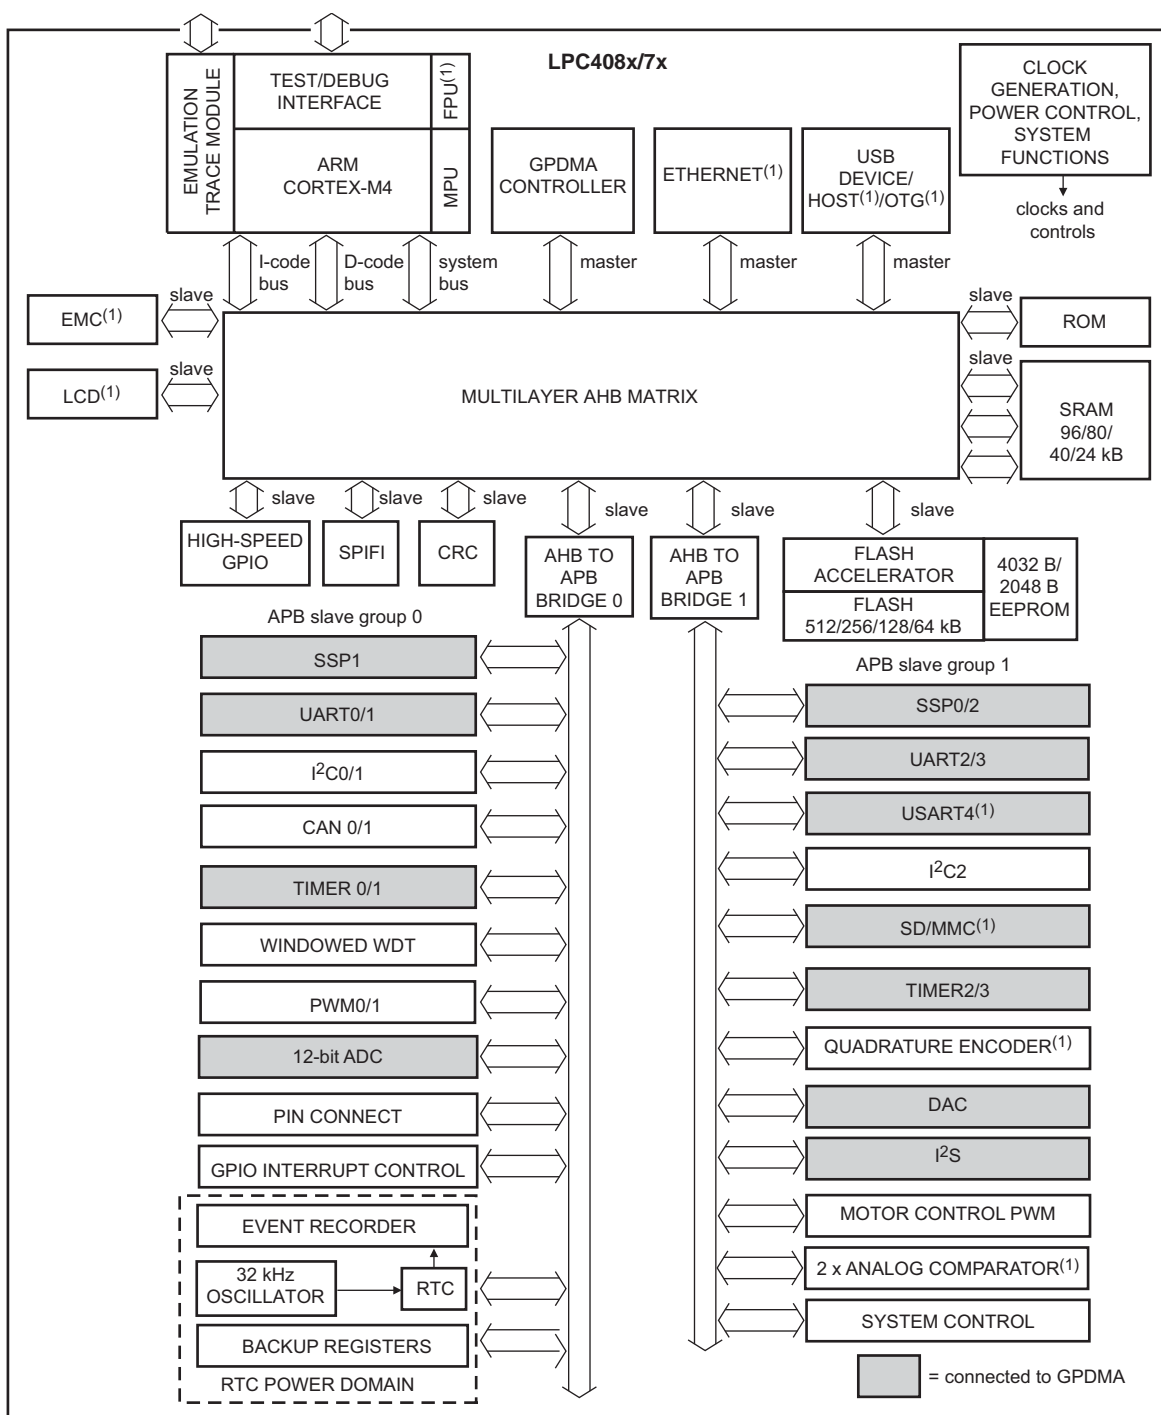 LPC408x/7x
EMULATION
TRACE MODULE
TEST/DEBUG
INTERFACE
FPU(1)
ARM
CORTEX-M4
MPU
GPDMA
CONTROLLER
ETHERNET(1)
USB
DEVICE/
HOST(1)/OTG(1)
CLOCK
GENERATION,
POWER CONTROL,
SYSTEM
FUNCTIONS
clocks and
controls
I-code
bus
D-code
bus
system
bus
master
master
master
slave
EMC(1)
slave
LCD(1)
MULTILAYER AHB MATRIX
slave
ROM
slave
SRAM
96/80/
40/24 kB
slave
slave
slave
slave
slave
slave
HIGH-SPEED
GPIO
SPIFI
CRC
AHB TO
APB
BRIDGE 0
AHB TO
APB
BRIDGE 1
FLASH
ACCELERATOR
FLASH
512/256/128/64 kB
4032 B/
2048 B
EEPROM
APB slave group 0
SSP1
UART0/1
I2C0/1
CAN 0/1
TIMER 0/1
WINDOWED WDT
PWM0/1
12-bit ADC
PIN CONNECT
GPIO INTERRUPT CONTROL
EVENT RECORDER
32 kHz
OSCILLATOR
RTC
BACKUP REGISTERS
RTC POWER DOMAIN
APB slave group 1
SSP0/2
UART2/3
USART4(1)
I2C2
SD/MMC(1)
TIMER2/3
QUADRATURE ENCODER(1)
DAC
I2S
MOTOR CONTROL PWM
2 x ANALOG COMPARATOR(1)
SYSTEM CONTROL
= connected to GPDMA